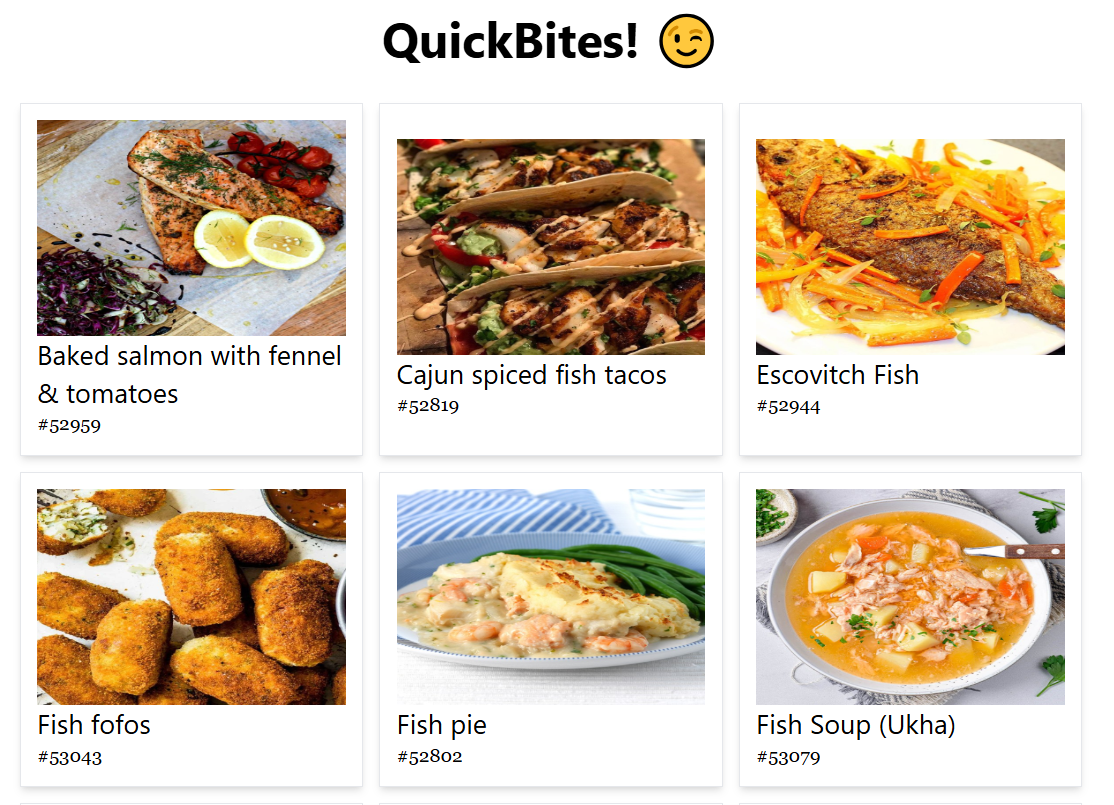 QuickBites! 😉
Baked salmon with fennel
& tomatoes
#52959
Cajun spiced fish tacos
#52819
Escovitch Fish
#52944
Fish fofos
#53043
Fish pie
#52802
Fish Soup (Ukha)
#53079